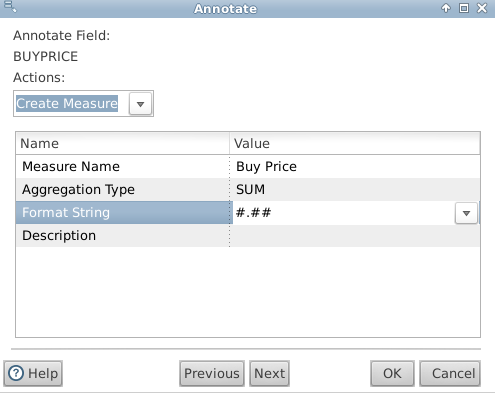 Annotate
Annotate Field:
BUYPRICE
Actions:
Create Measure
Name Value
Measure Name Buy Price
Aggregation Type SUM
Format String #.##
Description
Help Previous Next OK Cancel